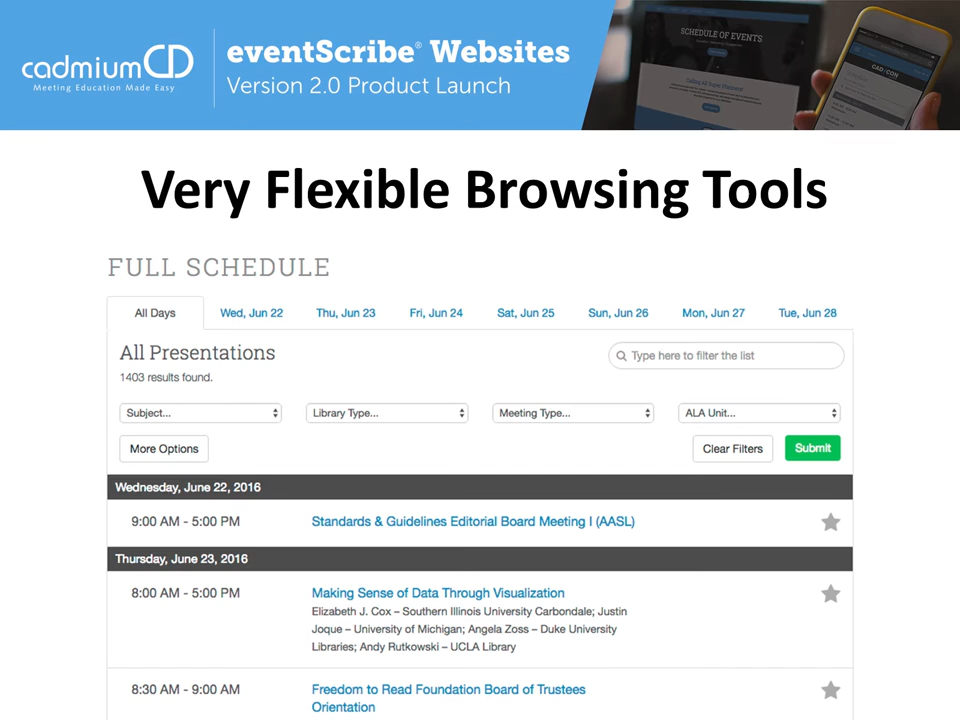 cadmiumCD
Meeting Education Made Easy
eventScribe® Websites
Version 2.0 Product Launch
SCHEDULE OF EVENTS
CAD/CON
Very Flexible Browsing Tools
FULL SCHEDULE
All Days Wed, Jun 22 Thu, Jun 23 Fri, Jun 24 Sat, Jun 25 Sun, Jun 26 Mon, Jun 27 Tue, Jun 28
All Presentations
Type here to filter the list
1403 results found.
Subject... Library Type... Meeting Type... ALA Unit...
More Options Clear Filters Submit
Wednesday, June 22, 2016
9:00 AM - 5:00 PM Standards & Guidelines Editorial Board Meeting I (AASL)
Thursday, June 23, 2016
8:00 AM - 5:00 PM Making Sense of Data Through Visualization
Elizabeth J. Cox – Southern Illinois University Carbondale; Justin
Joque – University of Michigan; Angela Zoss – Duke University
Libraries; Andy Rutkowski – UCLA Library
8:30 AM - 9:00 AM Freedom to Read Foundation Board of Trustees
Orientation